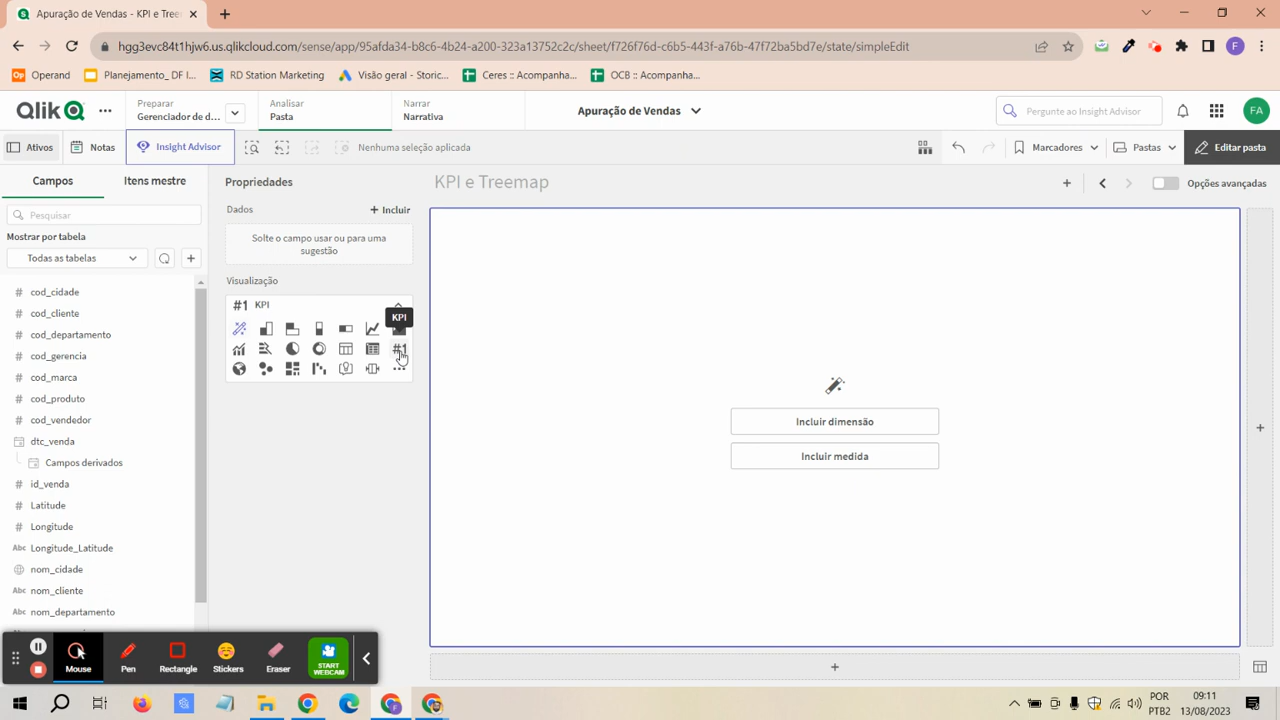 Apuração de Vendas - KPI e Tree
hgg3evc84t1hjw6.us.qlikcloud.com/sense/app/95afda34-b8c6-4b24-a200-323a13752c2c/sheet/f726f76d-c6b5-443f-a76b-47f72ba5bd7e/state/simpleEdit
F
Op Operand
Planejamento_ DF I...
RD Station Marketing
Visão geral - Storic...
Ceres :: Acompanha...
OCB :: Acompanha...
Qlik
Preparar
Gerenciador de d...
Analisar
Pasta
Narrar
Narrativa
Apuração de Vendas
Pergunte ao Insight Advisor
FA
Ativos
Notas
Insight Advisor
Nenhuma seleção aplicada
Marcadores
Pastas
Editar pasta
Campos
Itens mestre
Propriedades
KPI e Treemap
Opções avançadas
Pesquisar
Dados
Incluir
Mostrar por tabela
Solte o campo usar ou para uma
sugestão
Todas as tabelas
Visualização
#1 KPI
KPI
#1
# cod_cidade
# cod_cliente
# cod_departamento
# cod_gerencia
# cod_marca
# cod_produto
# cod_vendedor
dtc_venda
Campos derivados
# id_venda
# Latitude
# Longitude
Abc Longitude_Latitude
nom_cidade
Abc nom_cliente
Abc nom_departamento
Incluir dimensão
Incluir medida
Mouse
Pen
Rectangle
Stickers
Eraser
START
WEBCAM
POR
PTB2
09:11
13/08/2023